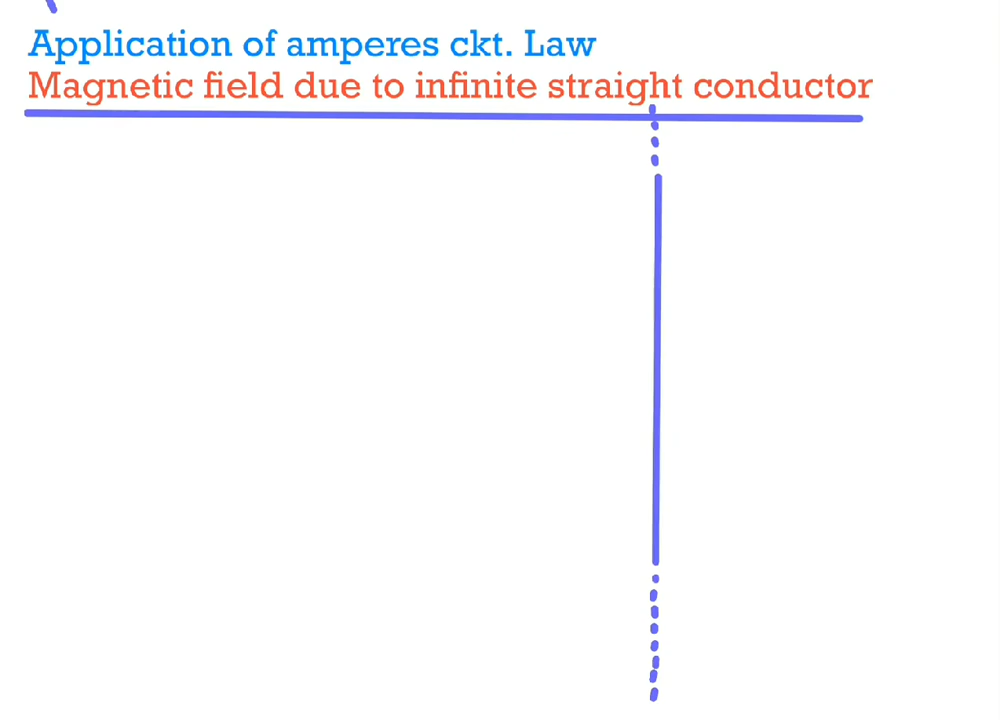 Application of amperes ckt. Law
Magnetic field due to infinite straight conductor